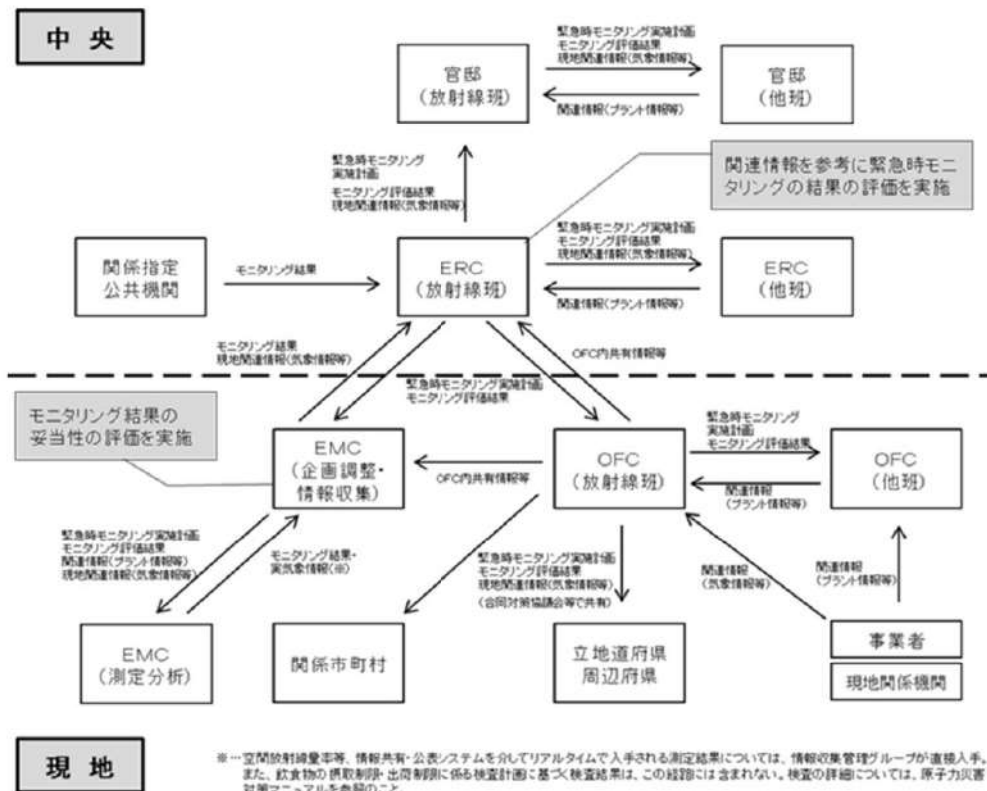 中央
緊急時モニタリング実施計画
モニタリング評価結果
現地関連情報(気象情報等)
官邸
(放射線班)
官邸
(他班)
関連情報(プラント情報等)
緊急時モニタリング
実施計画
モニタリング評価結果
現地関連情報(気象情報等)
関連情報を参考に緊急時モニ
タリングの結果の評価を実施
緊急時モニタリング実施計画
モニタリング評価結果
現地関連情報(気象情報等)
関係指定
公共機関
モニタリング結果
ERC
(放射線班)
ERC
(他班)
関連情報(プラント情報等)
モニタリング結果
現地関連情報(気象情報等)
OFC内共有情報等
緊急時モニタリング実施計画
モニタリング評価結果
モニタリング結果の
妥当性の評価を実施
緊急時モニタリング
実施計画
モニタリング評価結果
EMC
(企画調整・
情報収集)
OFC内共有情報等
OFC
(放射線班)
OFC
(他班)
関連情報
(プラント情報等)
緊急時モニタリング実施計画
モニタリング評価結果
関連情報(プラント情報等)
現地関連情報(気象情報等)
モニタリング結果・
実気象情報(※)
緊急時モニタリング実施計画
モニタリング評価結果
現地関連情報(気象情報等)
(合同対策協議会等で共有)
関連情報
(気象情報等)
関連情報
(プラント情報等)
EMC
(測定分析)
関係市町村
立地道府県
周辺府県
事業者
現地関係機関
現地
※…空間放射線量率等、情報共有・公表システムを介してリアルタイムで入手される測定結果については、情報収集管理グループが直接入手。
また、飲食物の摂取制限・出荷制限に係る検査計画に基づく検査結果は、この経路には含まれない。検査の詳細については、原子力災害
対策マニュアルを参照のこと